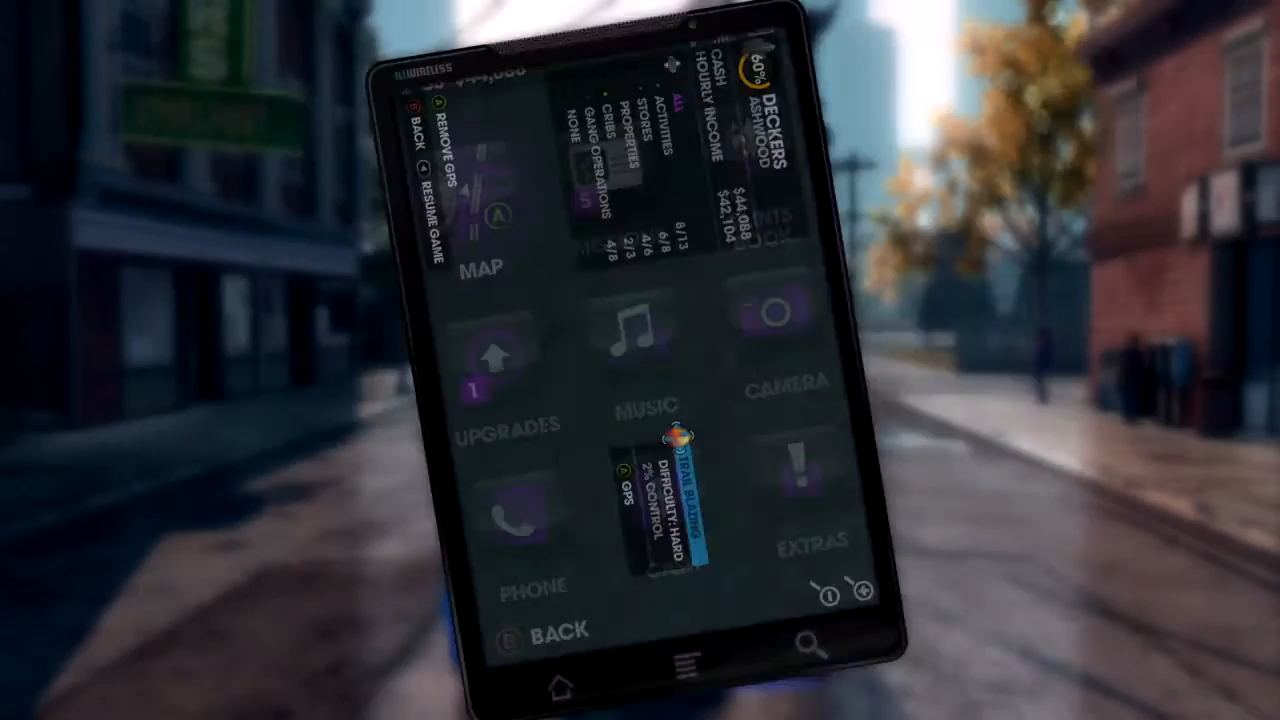 ILLWIRELESS
60%
DECKERS
ASHWOOD
CASH
$44,088
HOURLY INCOME
$42,104
ALL
ACTIVITIES
8/13
STORES
6/8
PROPERTIES
4/6
CRIBS
2/3
GANG OPERATIONS
4/8
NONE
A REMOVE GPS
B BACK
RESUME GAME
A
MAP
1
UPGRADES
MUSIC
CAMERA
TRAIL BLAZING
DIFFICULTY: HARD
2% CONTROL
A GPS
PHONE
EXTRAS
B BACK